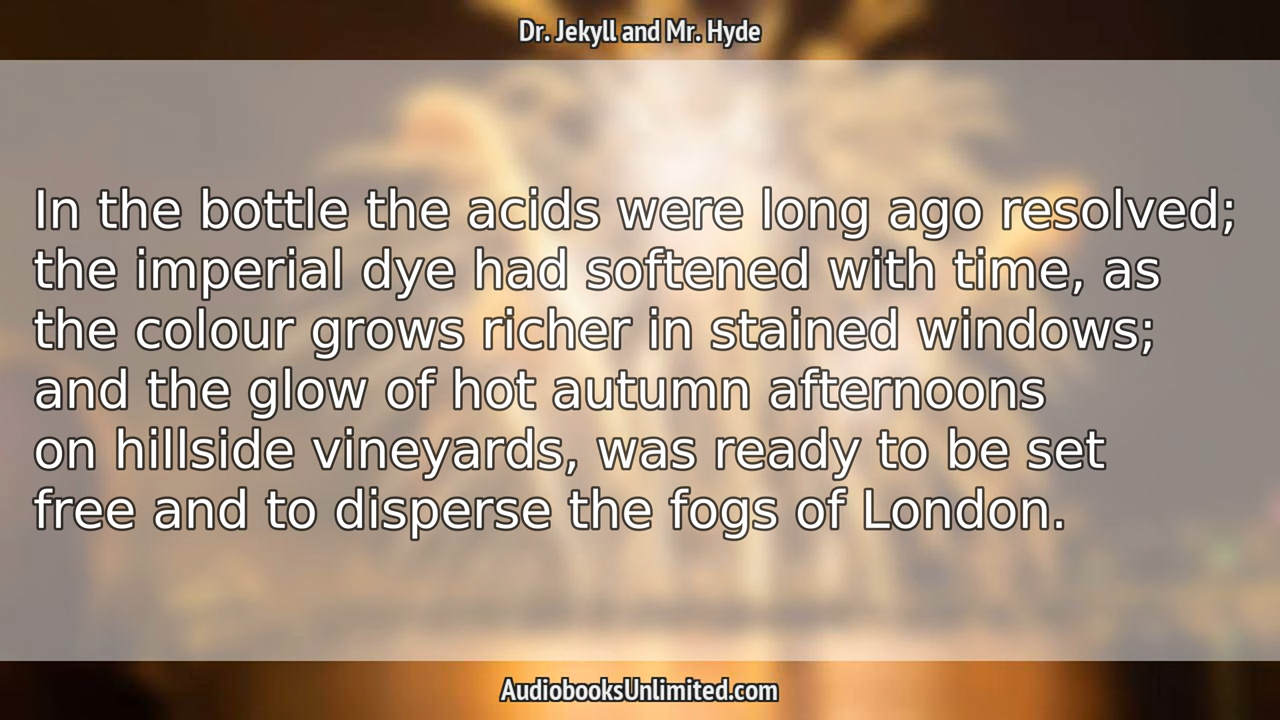 Dr. Jekyll and Mr. Hyde
In the bottle the acids were long ago resolved;
the imperial dye had softened with time, as
the colour grows richer in stained windows;
and the glow of hot autumn afternoons
on hillside vineyards, was ready to be set
free and to disperse the fogs of London.
AudiobooksUnlimited.com